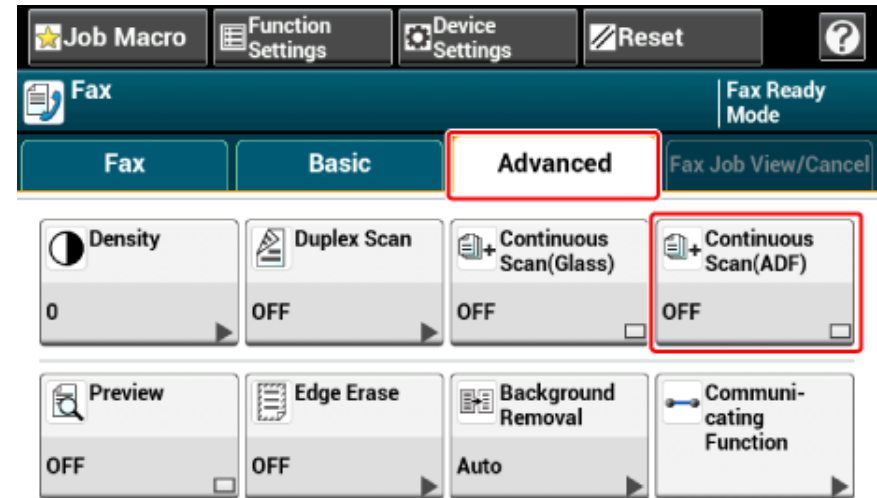 Job Macro
Function
Settings
Device
Settings
Reset
?
Fax
Fax Ready
Mode
Fax
Basic
Advanced
Fax Job View/Cancel
Density
0
Duplex Scan
OFF
Continuous
Scan(Glass)
OFF
Continuous
Scan(ADF)
OFF
Preview
OFF
Edge Erase
OFF
Background
Removal
Auto
Communi-
cating
Function